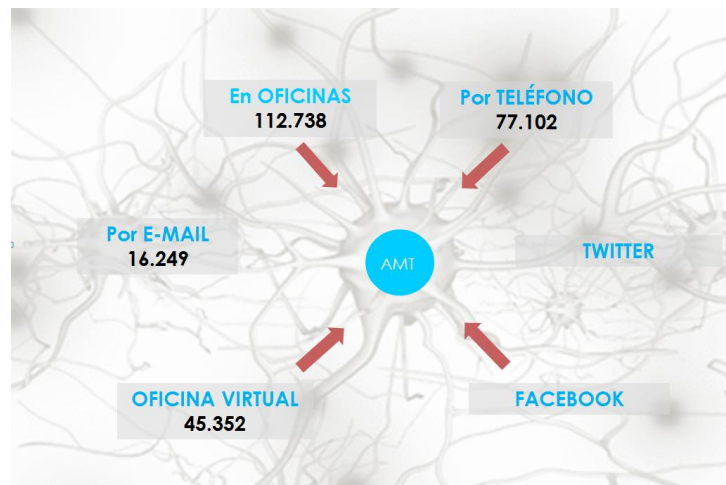 En OFICINAS
112.738
Por TELÉFONO
77.102
Por E-MAIL
16.249
AMT
TWITTER
OFICINA VIRTUAL
45.352
FACEBOOK